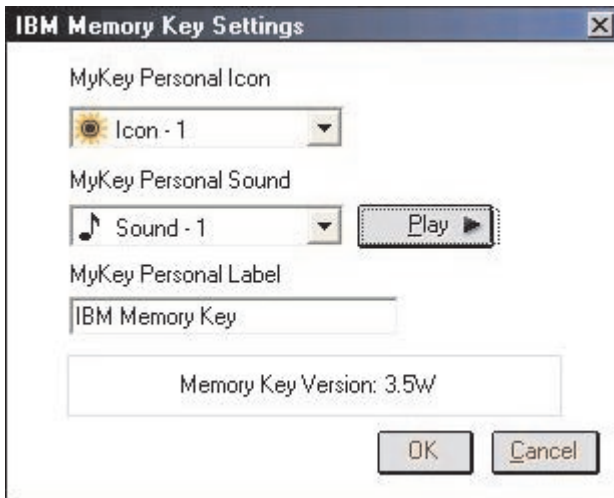 IBM Memory Key Settings
MyKey Personal Icon
Icon - 1
MyKey Personal Sound
Sound - 1
Play
MyKey Personal Label
IBM Memory Key
Memory Key Version: 3.5W
OK
Cancel